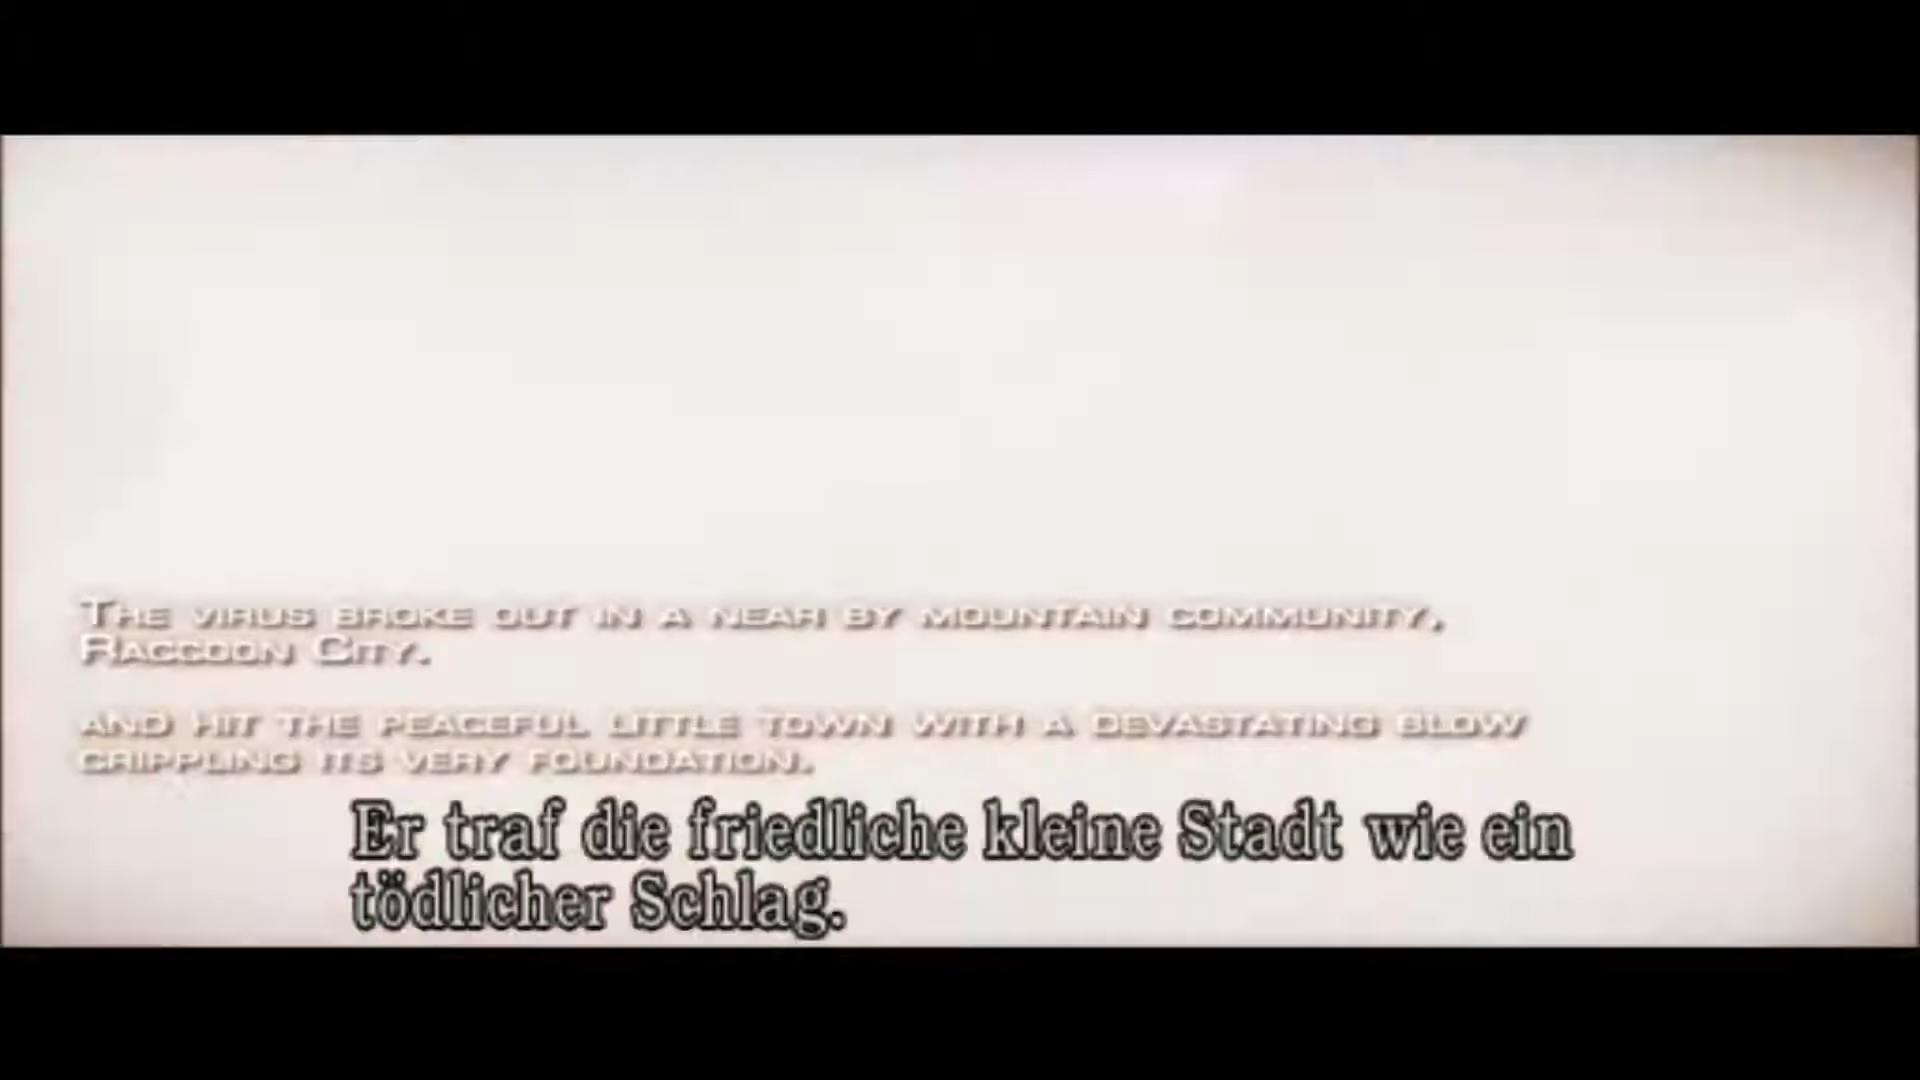 The virus broke out in a near by mountain community,
Raccoon City.
and hit the peaceful little town with a devastating blow
crippling its very foundation.
Er traf die friedliche kleine Stadt wie ein
tödlicher Schlag.